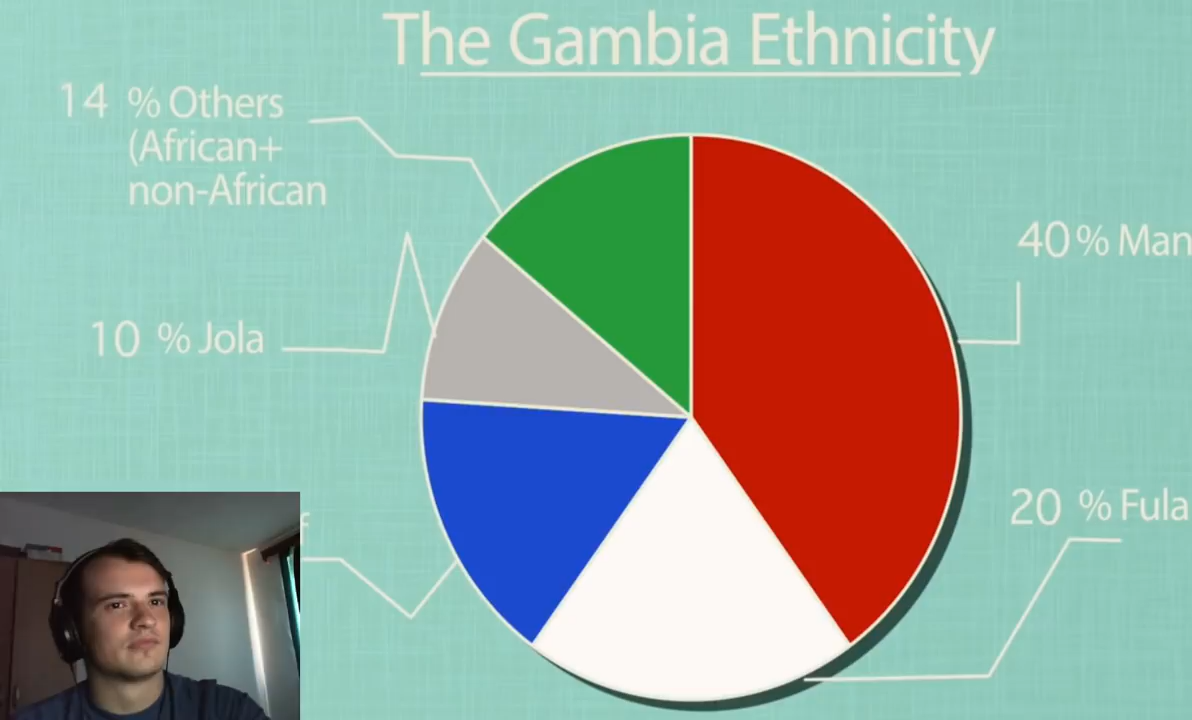 The Gambia Ethnicity
14 % Others
(African+
non-African
40 % Man
10 % Jola
20 % Fula
f